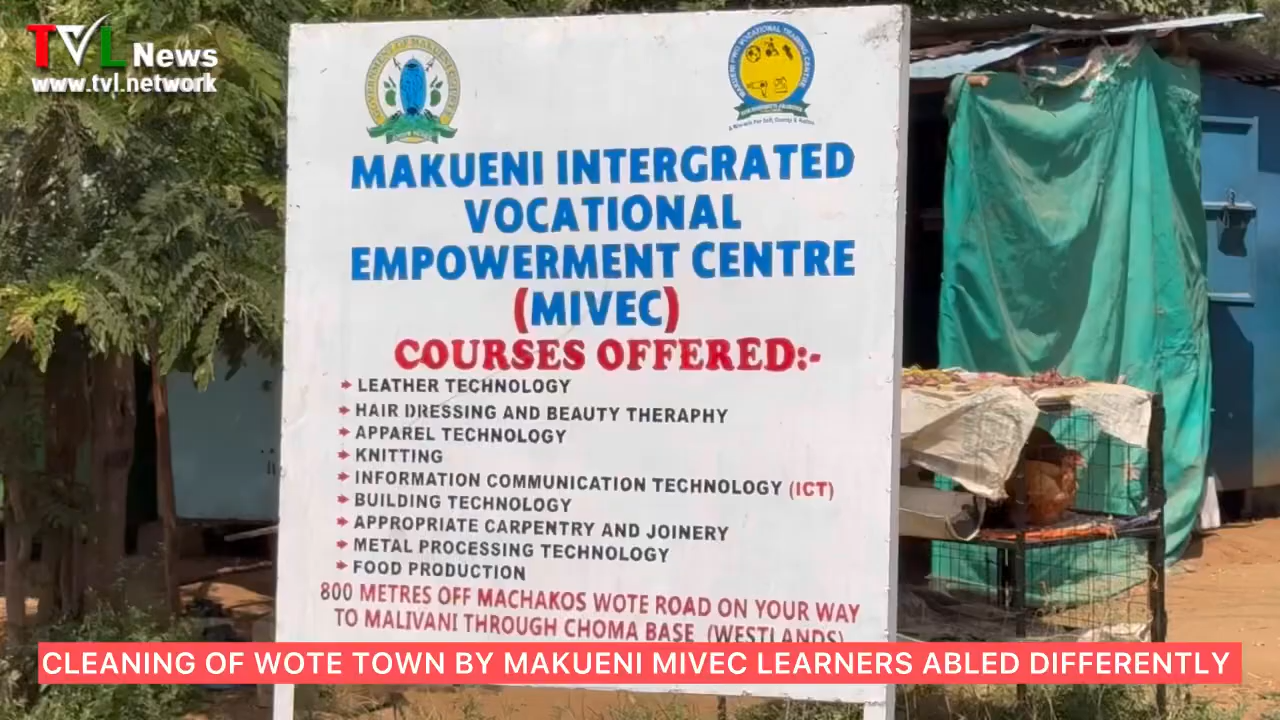 TVL News
www.tvl.network
MAKUENI INTERGRATED
VOCATIONAL
EMPOWERMENT CENTRE
(MIVEC)
COURSES OFFERED:-
LEATHER TECHNOLOGY
HAIR DRESSING AND BEAUTY THERAPHY
APPAREL TECHNOLOGY
KNITTING
INFORMATION COMMUNICATION TECHNOLOGY (ICT)
BUILDING TECHNOLOGY
APPROPRIATE CARPENTRY AND JOINERY
METAL PROCESSING TECHNOLOGY
FOOD PRODUCTION
800 METRES OFF MACHAKOS WOTE ROAD ON YOUR WAY
TO MALIVANI THROUGH CHOMA BASE (WESTLANDS)
CLEANING OF WOTE TOWN BY MAKUENI MIVEC LEARNERS ABLED DIFFERENTLY